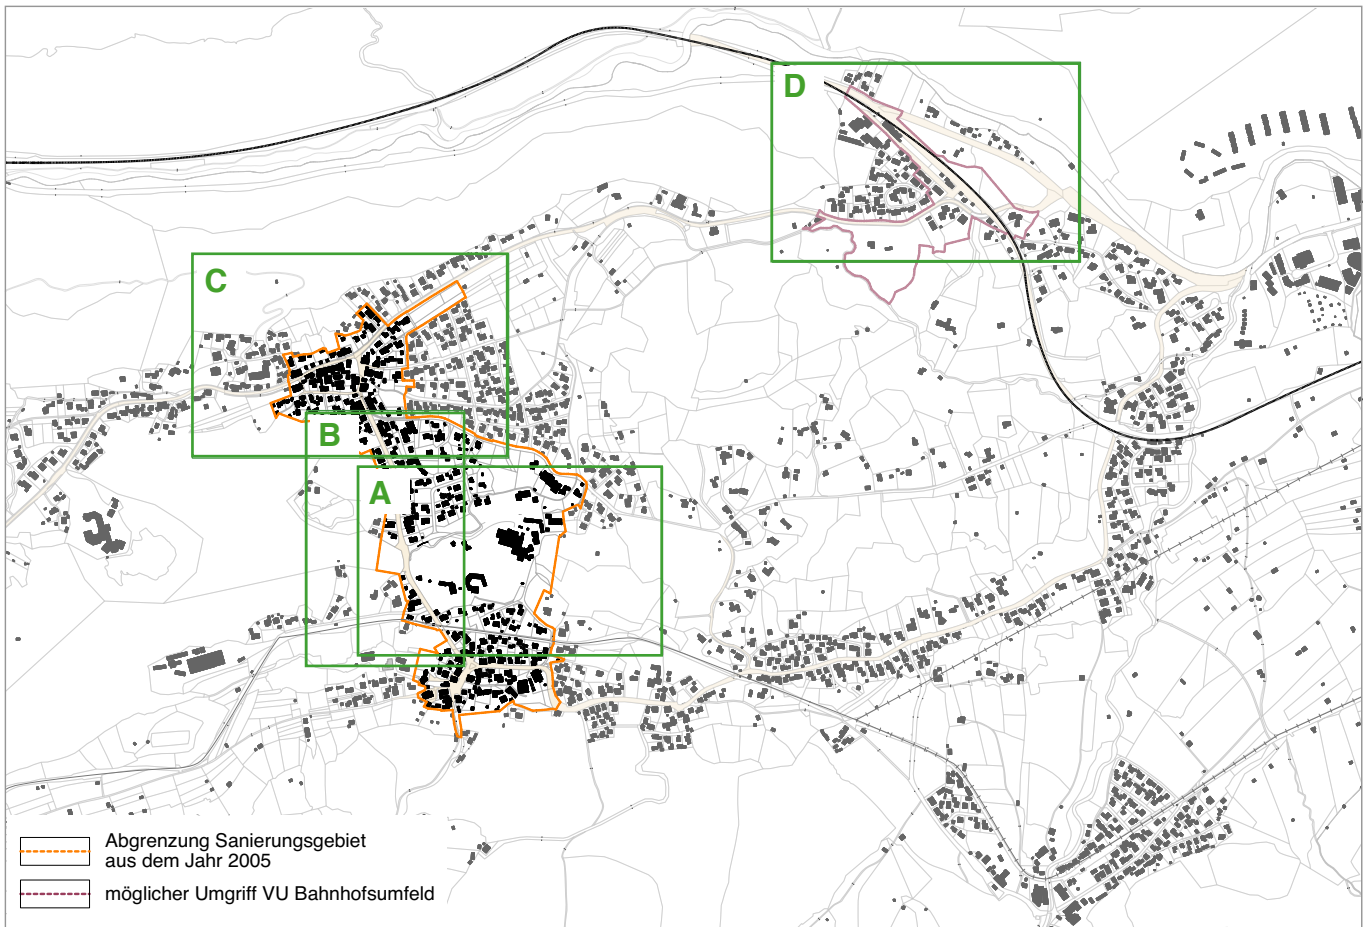 D
C
B
A
Abgrenzung Sanierungsgebiet
aus dem Jahr 2005
möglicher Umgriff VU Bahnhofsumfeld